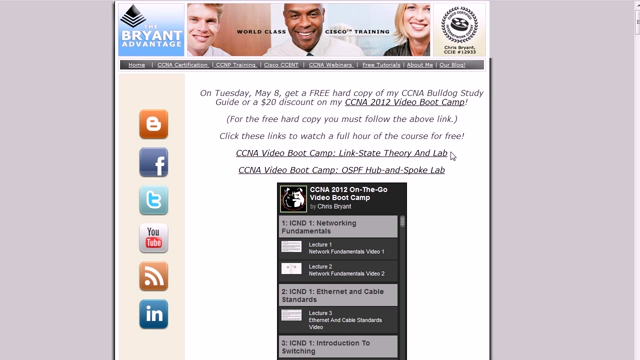 THE
BRYANT
ADVANTAGE
WORLD CLASS CISCO™ TRAINING
Chris Bryant,
CCIE #12933
Home | CCNA Certification | CCNP Training | Cisco CCENT | CCNA Webinars | Free Tutorials | About Me | Our Blog!
On Tuesday, May 8, get a FREE hard copy of my CCNA Bulldog Study
Guide or a $20 discount on my CCNA 2012 Video Boot Camp!
(For the free hard copy you must follow the above link.)
Click these links to watch a full hour of the course for free!
CCNA Video Boot Camp: Link-State Theory And Lab
CCNA Video Boot Camp: OSPF Hub-and-Spoke Lab
CCNA 2012 On-The-Go
Video Boot Camp
by Chris Bryant
1: ICND 1: Networking
Fundamentals
Lecture 1
Network Fundamentals Video 1
Lecture 2
Network Fundamentals Video 2
2: ICND 1: Ethernet and Cable
Standards
Lecture 3
Ethernet And Cable Standards
Video
3: ICND 1: Introduction To
Switching
You
Tube
in